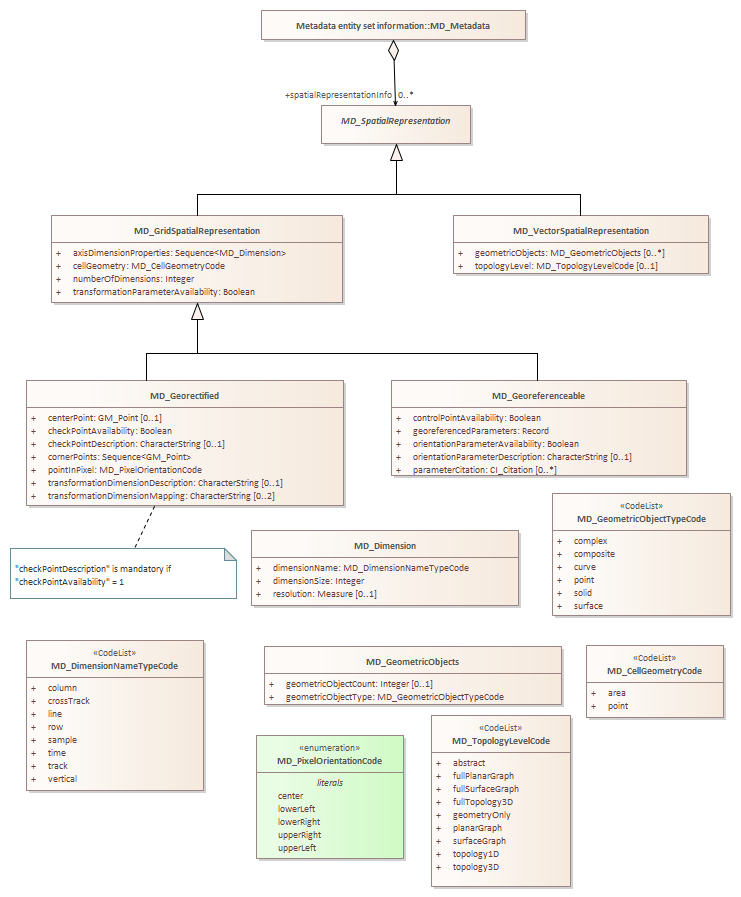 Metadata entity set information::MD_Metadata
+spatialRepresentationInfo 0..*
MD_SpatialRepresentation
MD_GridSpatialRepresentation
+ axisDimensionProperties: Sequence<MD_Dimension>
+ cellGeometry: MD_CellGeometryCode
+ numberOfDimensions: Integer
+ transformationParameterAvailability: Boolean
MD_VectorSpatialRepresentation
+ geometricObjects: MD_GeometricObjects [0..*]
+ topologyLevel: MD_TopologyLevelCode [0..1]
MD_Georectified
+ centerPoint: GM_Point [0..1]
+ checkPointAvailability: Boolean
+ checkPointDescription: CharacterString [0..1]
+ cornerPoints: Sequence<GM_Point>
+ pointInPixel: MD_PixelOrientationCode
+ transformationDimensionDescription: CharacterString [0..1]
+ transformationDimensionMapping: CharacterString [0..2]
MD_Georeferenceable
+ controlPointAvailability: Boolean
+ georeferencedParameters: Record
+ orientationParameterAvailability: Boolean
+ orientationParameterDescription: CharacterString [0..1]
+ parameterCitation: CI_Citation [0..*]
"checkPointDescription" is mandatory if
"checkPointAvailability" = 1
MD_Dimension
+ dimensionName: MD_DimensionNameTypeCode
+ dimensionSize: Integer
+ resolution: Measure [0..1]
«CodeList»
MD_GeometricObjectTypeCode
+ complex
+ composite
+ curve
+ point
+ solid
+ surface
«CodeList»
MD_DimensionNameTypeCode
+ column
+ crossTrack
+ line
+ row
+ sample
+ time
+ track
+ vertical
MD_GeometricObjects
+ geometricObjectCount: Integer [0..1]
+ geometricObjectType: MD_GeometricObjectTypeCode
«CodeList»
MD_CellGeometryCode
+ area
+ point
«enumeration»
MD_PixelOrientationCode
literals
center
lowerLeft
lowerRight
upperRight
upperLeft
«CodeList»
MD_TopologyLevelCode
+ abstract
+ fullPlanarGraph
+ fullSurfaceGraph
+ fullTopology3D
+ geometryOnly
+ planarGraph
+ surfaceGraph
+ topology1D
+ topology3D